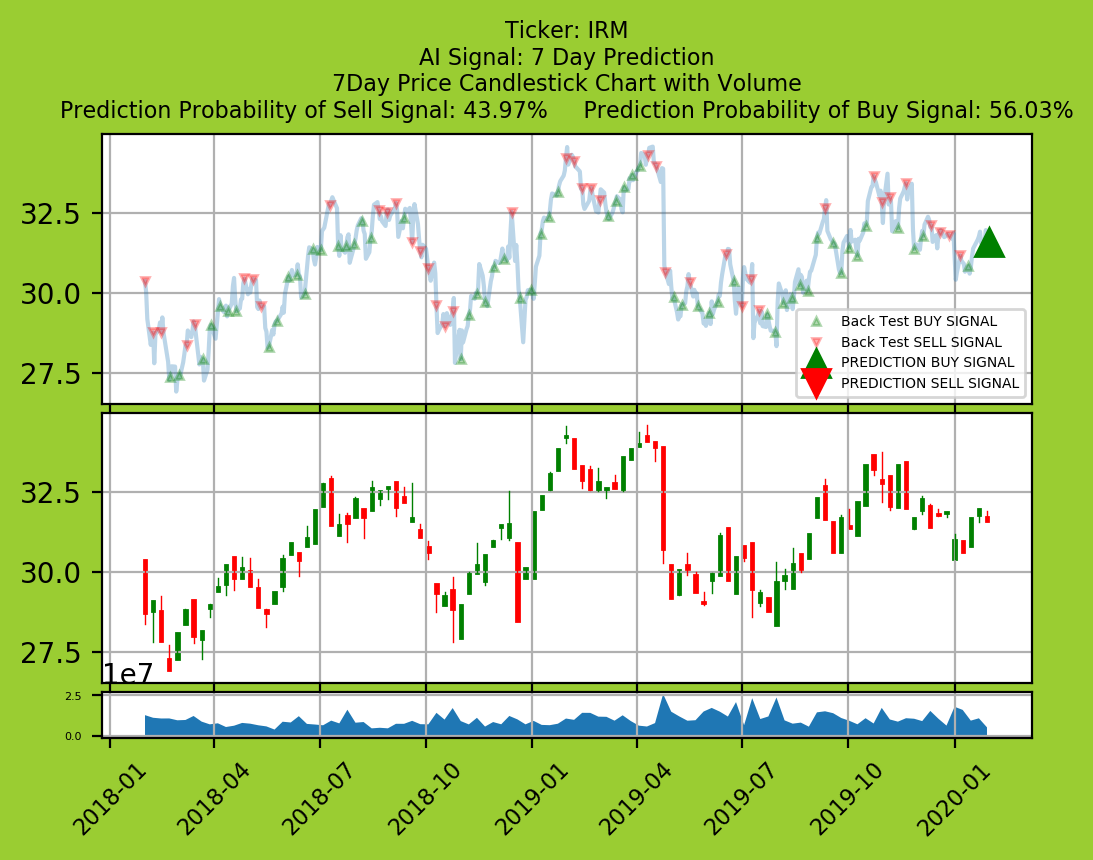 Ticker: IRM
AI Signal: 7 Day Prediction
7Day Price Candlestick Chart with Volume
Prediction Probability of Sell Signal: 43.97% Prediction Probability of Buy Signal: 56.03%
32.5
30.0
27.5
Back Test BUY SIGNAL
Back Test SELL SIGNAL
PREDICTION BUY SIGNAL
PREDICTION SELL SIGNAL
32.5
30.0
27.5
1e7
2.5
0.0
2018-01 2018-04 2018-07 2018-10 2019-01 2019-04 2019-07 2019-10 2020-01